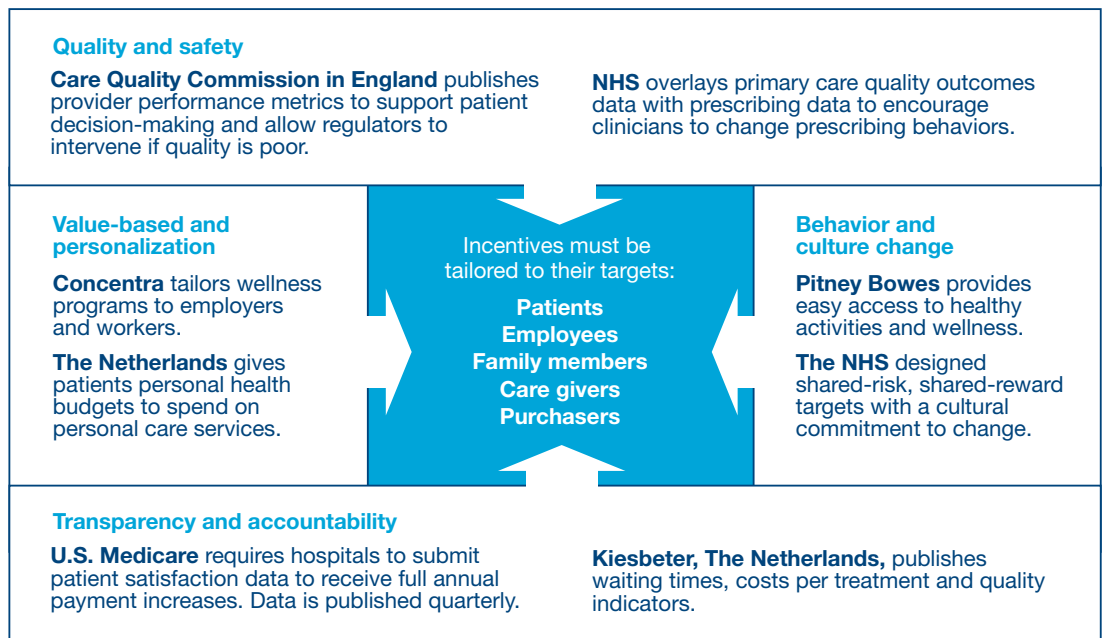 Quality and safety
Care Quality Commission in England publishes
provider performance metrics to support patient
decision-making and allow regulators to
intervene if quality is poor.
NHS overlays primary care quality outcomes
data with prescribing data to encourage
clinicians to change prescribing behaviors.
Value-based and
personalization
Concentra tailors wellness
programs to employers
and workers.
The Netherlands gives
patients personal health
budgets to spend on
personal care services.
Incentives must be
tailored to their targets:
Patients
Employees
Family members
Care givers
Purchasers
Behavior and
culture change
Pitney Bowes provides
easy access to healthy
activities and wellness.
The NHS designed
shared-risk, shared-reward
targets with a cultural
commitment to change.
Transparency and accountability
U.S. Medicare requires hospitals to submit
patient satisfaction data to receive full annual
payment increases. Data is published quarterly.
Kiesbeter, The Netherlands, publishes
waiting times, costs per treatment and quality
indicators.